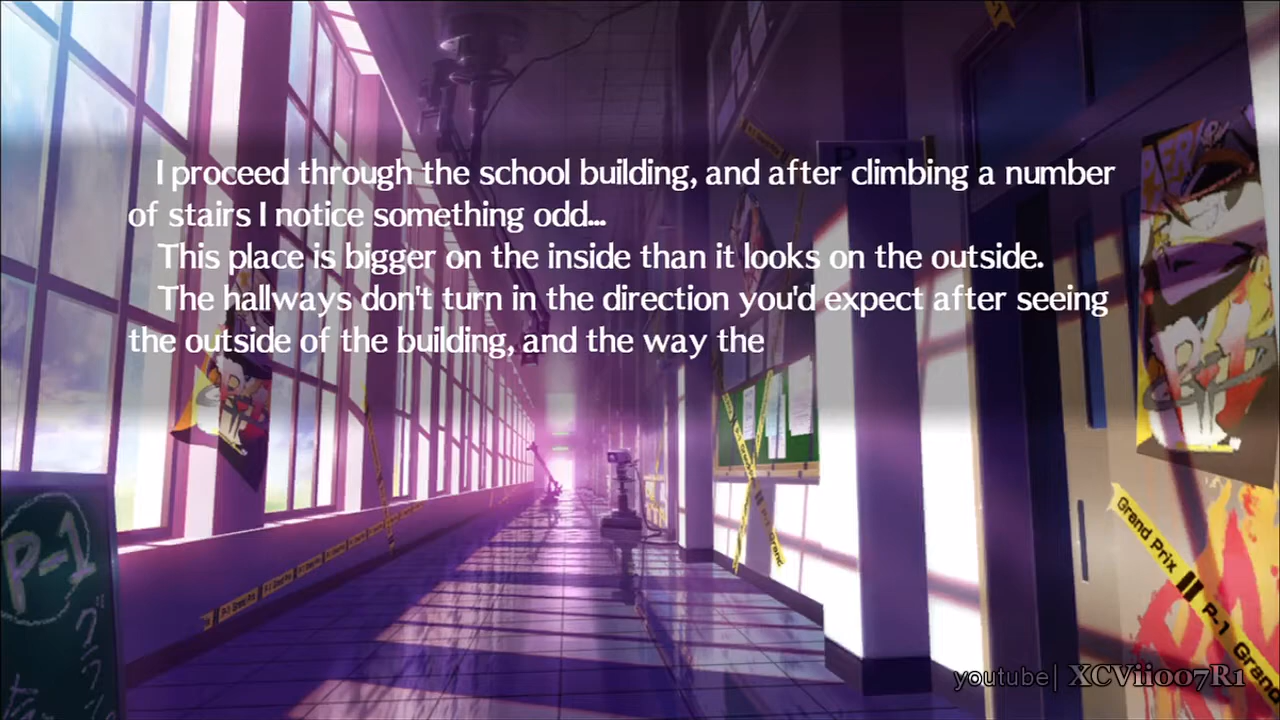 I proceed through the school building, and after climbing a number
of stairs I notice something odd...
This place is bigger on the inside than it looks on the outside.
The hallways don't turn in the direction you'd expect after seeing
the outside of the building, and the way the
P-1
Grand Prix
P-1 Grand
youtube| XCVii007R1